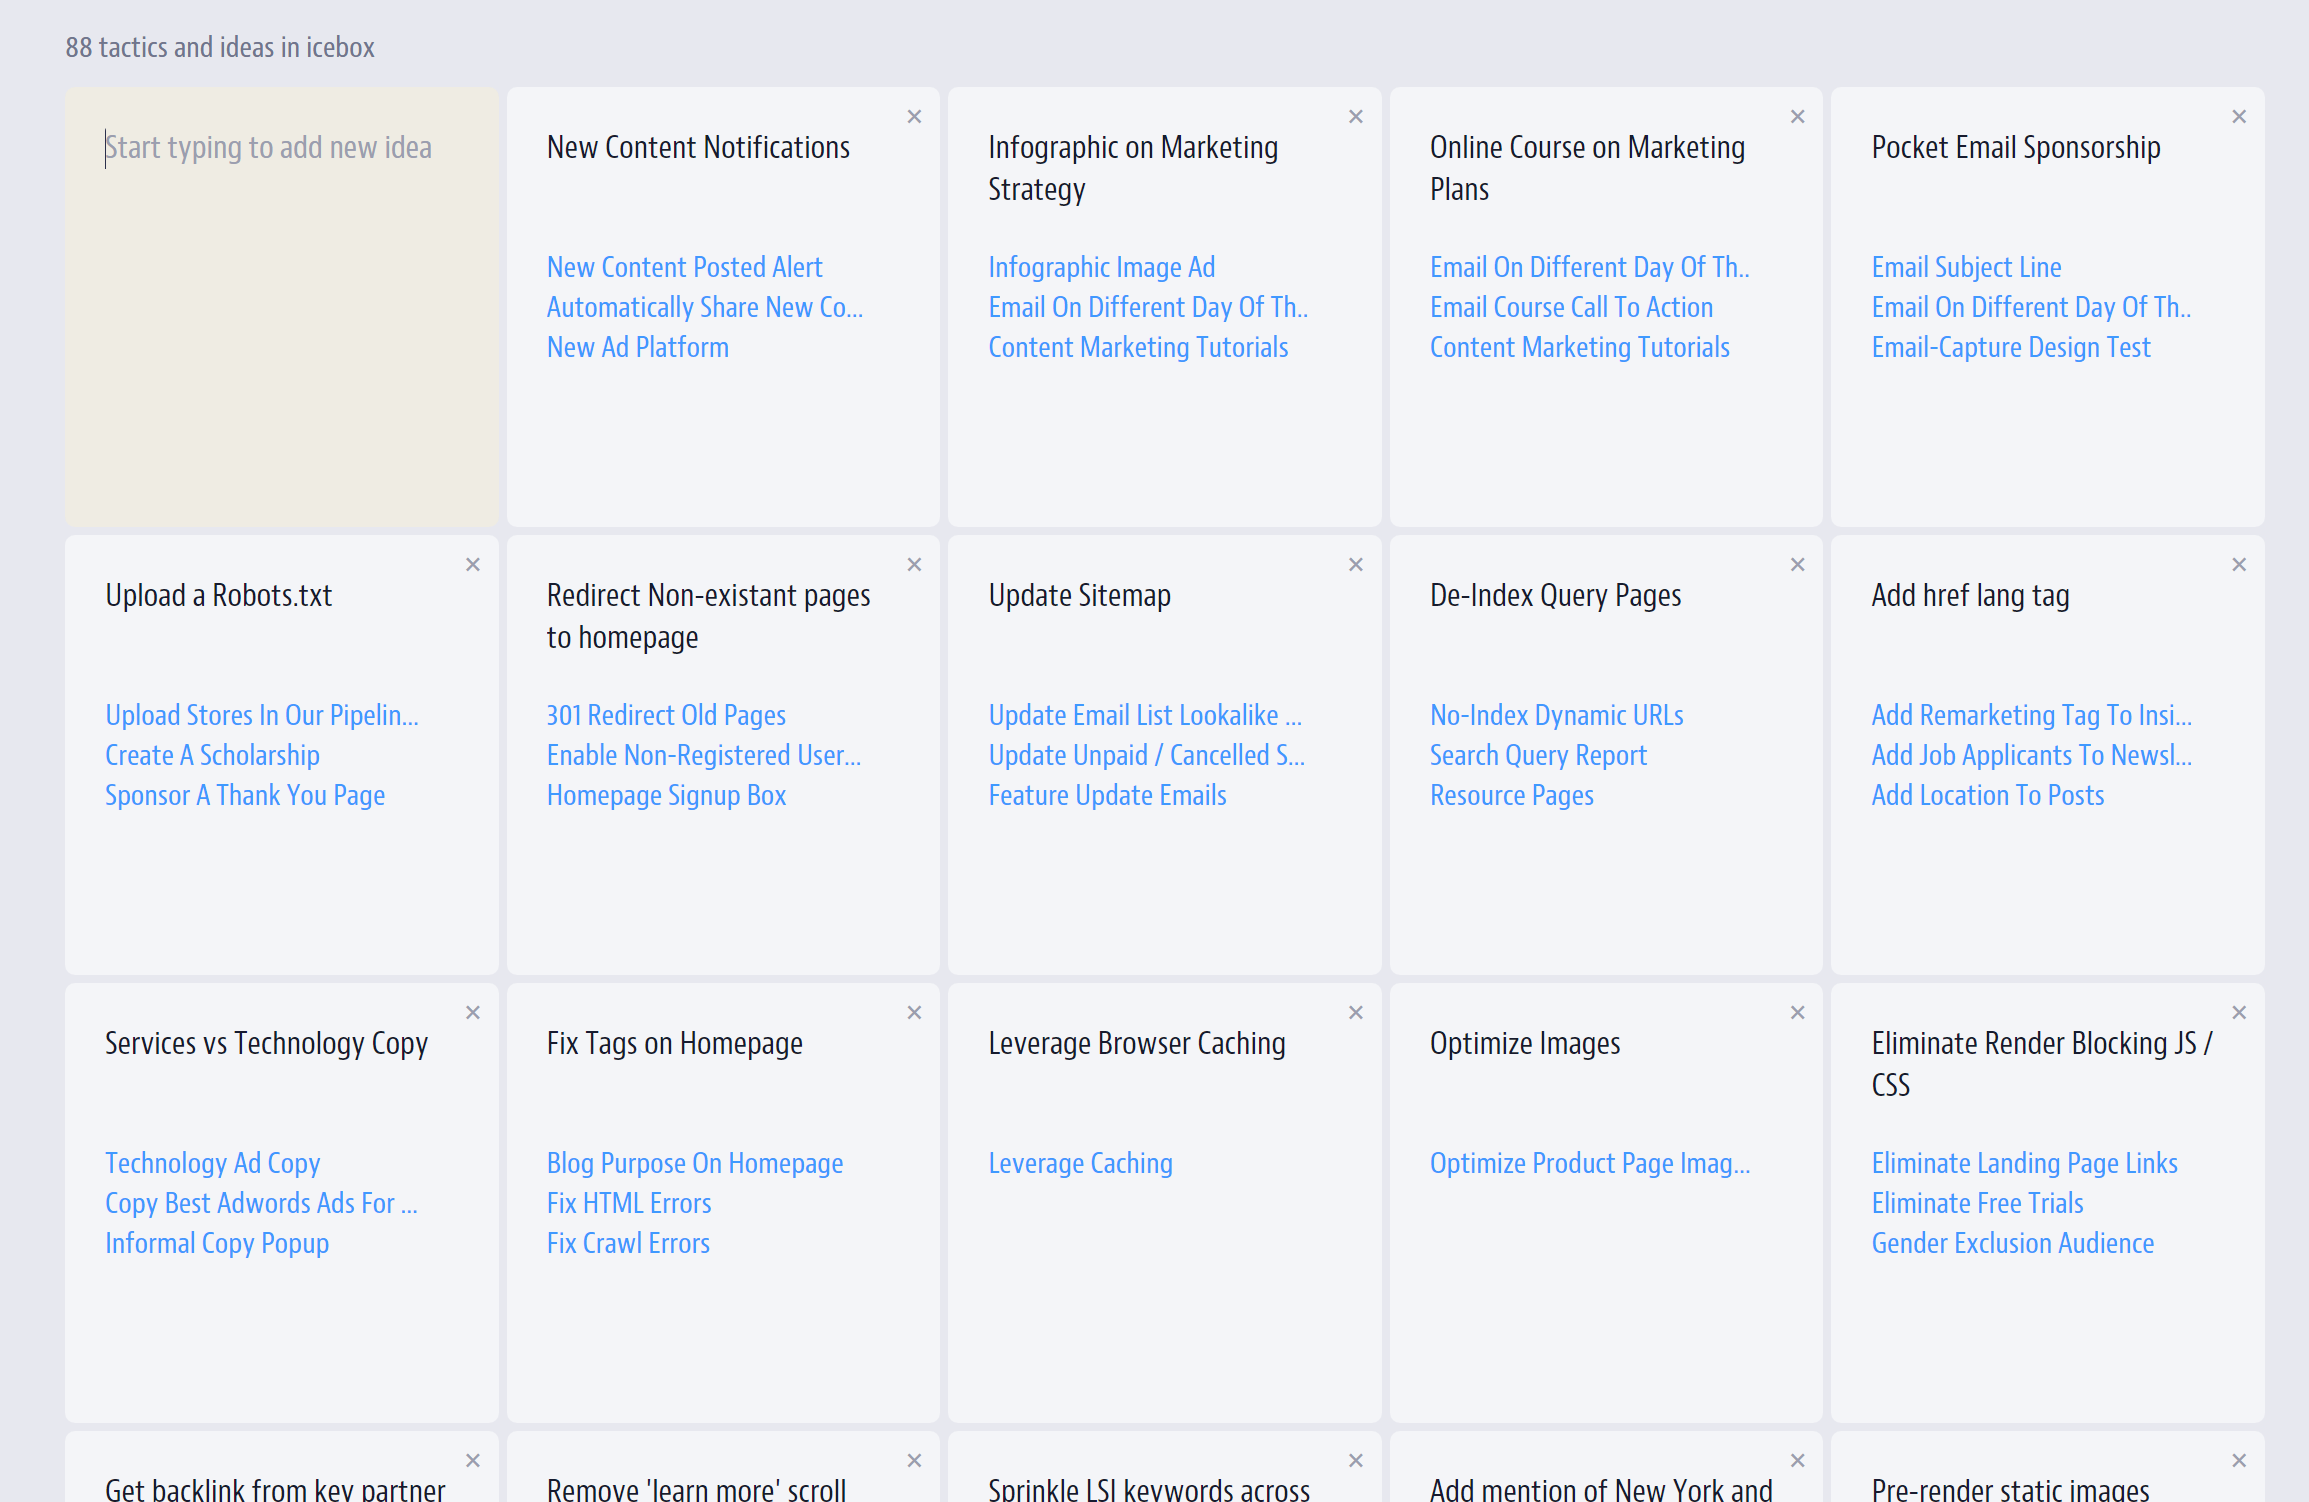 88 tactics and ideas in icebox
Start typing to add new idea
New Content Notifications
New Content Posted Alert
Automatically Share New Co...
New Ad Platform
Infographic on Marketing
Strategy
Infographic Image Ad
Email On Different Day Of Th..
Content Marketing Tutorials
Online Course on Marketing
Plans
Email On Different Day Of Th..
Email Course Call To Action
Content Marketing Tutorials
Pocket Email Sponsorship
Email Subject Line
Email On Different Day Of Th..
Email-Capture Design Test
Upload a Robots.txt
Upload Stores In Our Pipelin...
Create A Scholarship
Sponsor A Thank You Page
Redirect Non-existant pages
to homepage
301 Redirect Old Pages
Enable Non-Registered User...
Homepage Signup Box
Update Sitemap
Update Email List Lookalike ...
Update Unpaid / Cancelled S...
Feature Update Emails
De-Index Query Pages
No-Index Dynamic URLs
Search Query Report
Resource Pages
Add href lang tag
Add Remarketing Tag To Insi...
Add Job Applicants To Newsl...
Add Location To Posts
Services vs Technology Copy
Technology Ad Copy
Copy Best Adwords Ads For ...
Informal Copy Popup
Fix Tags on Homepage
Blog Purpose On Homepage
Fix HTML Errors
Fix Crawl Errors
Leverage Browser Caching
Leverage Caching
Optimize Images
Optimize Product Page Imag...
Eliminate Render Blocking JS /
CSS
Eliminate Landing Page Links
Eliminate Free Trials
Gender Exclusion Audience
Get backlink from key partner
Remove 'learn more' scroll
Sprinkle LSI keywords across
Add mention of New York and
Pre-render static images